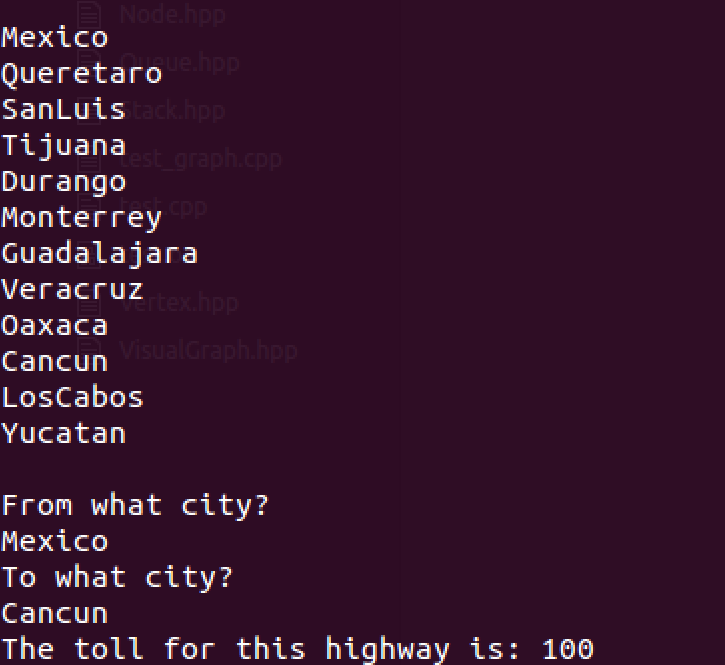 Node.hpp
Mexico
Queue.hpp
Queretaro
SanLuis
Stack.hpp
Tijuana
test_graph.cpp
Durango
test.cpp
Monterrey
Guadalajara
Veracruz
Vertex.hpp
Oaxaca
VisualGraph.hpp
Cancun
LosCabos
Yucatan
From what city?
Mexico
To what city?
Cancun
The toll for this highway is: 100